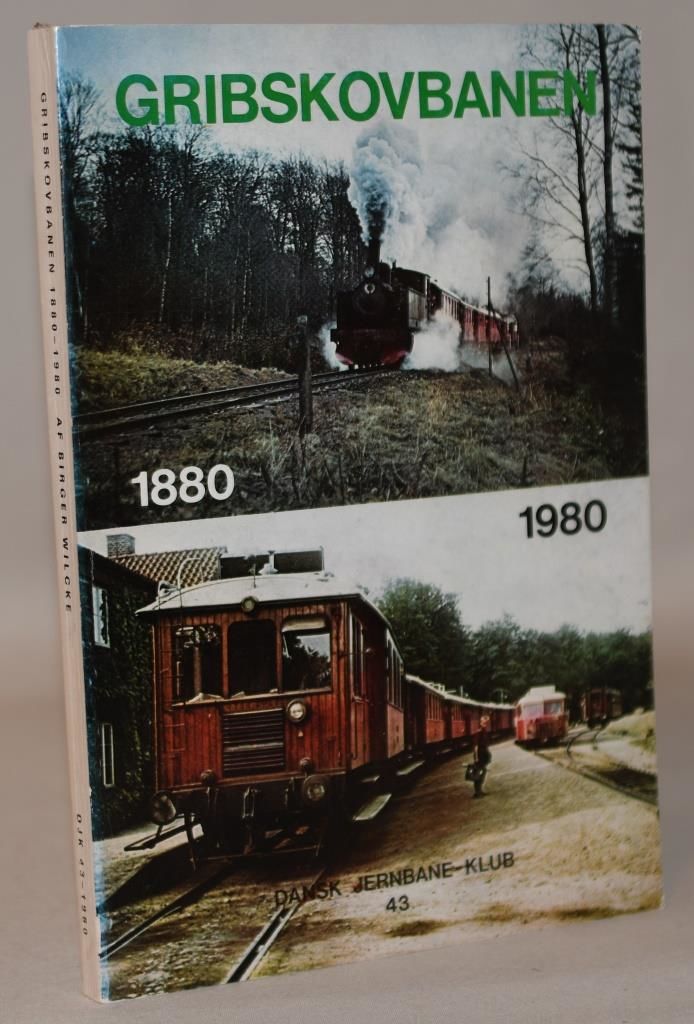 GRIBSKOVBANEN
1880
1980
DANSK JERNBANE-KLUB
43
GRIBSKOVBANEN 1880-1980 AF BIRGER WILCKE
DJK 43-1980